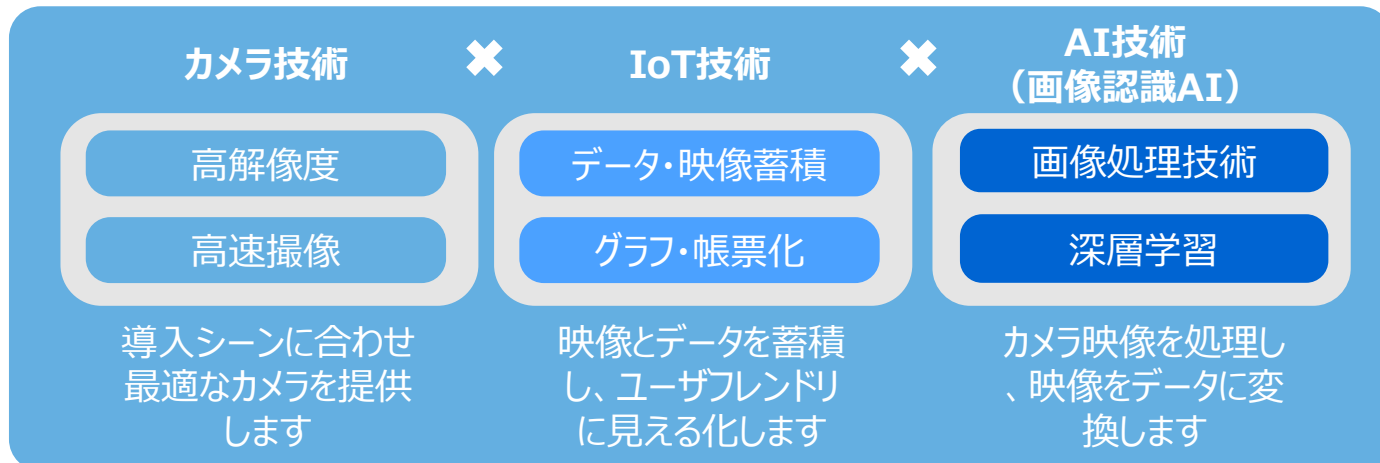 カメラ技術
✖
IoT技術
✖
AI技術
（画像認識AI）
高解像度
高速撮像
データ・映像蓄積
グラフ・帳票化
画像処理技術
深層学習
導入シーンに合わせ
最適なカメラを提供
します
映像とデータを蓄積
し、ユーザフレンドリ
に見える化します
カメラ映像を処理し
、映像をデータに変
換します